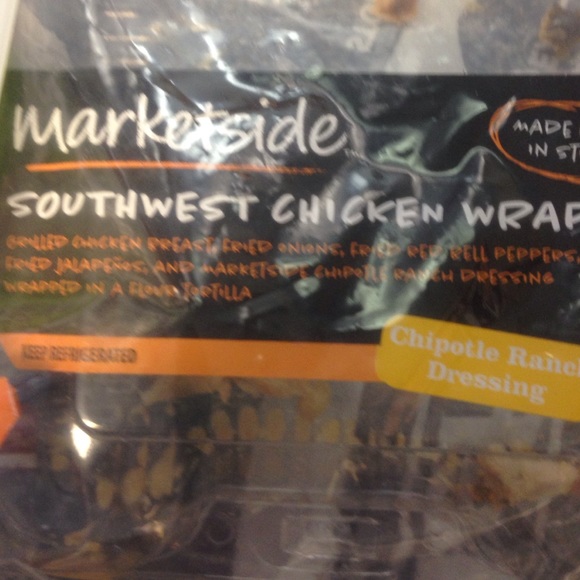 marketside
MADE
IN ST
SOUTHWEST CHICKEN WRAP
GRILLED CHICKEN BREAST, FRIED ONIONS, FRIED RED BELL PEPPERS,
FRIED JALAPEÑOS, AND MARKETSIDE CHIPOTLE RANCH DRESSING
WRAPPED IN A FLOUR TORTILLA
KEEP REFRIGERATED
Chipotle Ranch
Dressing